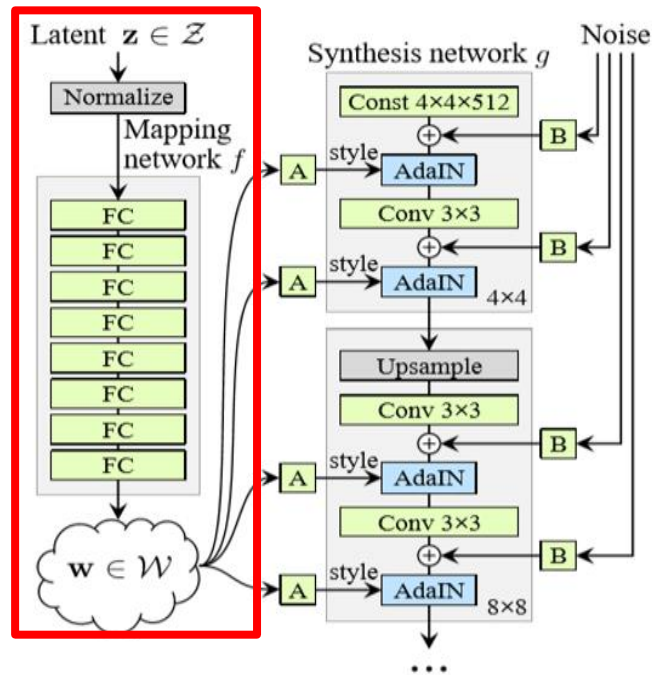 Latent z ∈ 𝒵
Normalize
Mapping
network f
FC
FC
FC
FC
FC
FC
FC
FC
w ∈ 𝒲
Synthesis network g
Noise
Const 4×4×512
B
A
style
AdaIN
Conv 3×3
B
A
style
AdaIN
4×4
Upsample
Conv 3×3
B
A
style
AdaIN
Conv 3×3
B
A
style
AdaIN
8×8
...